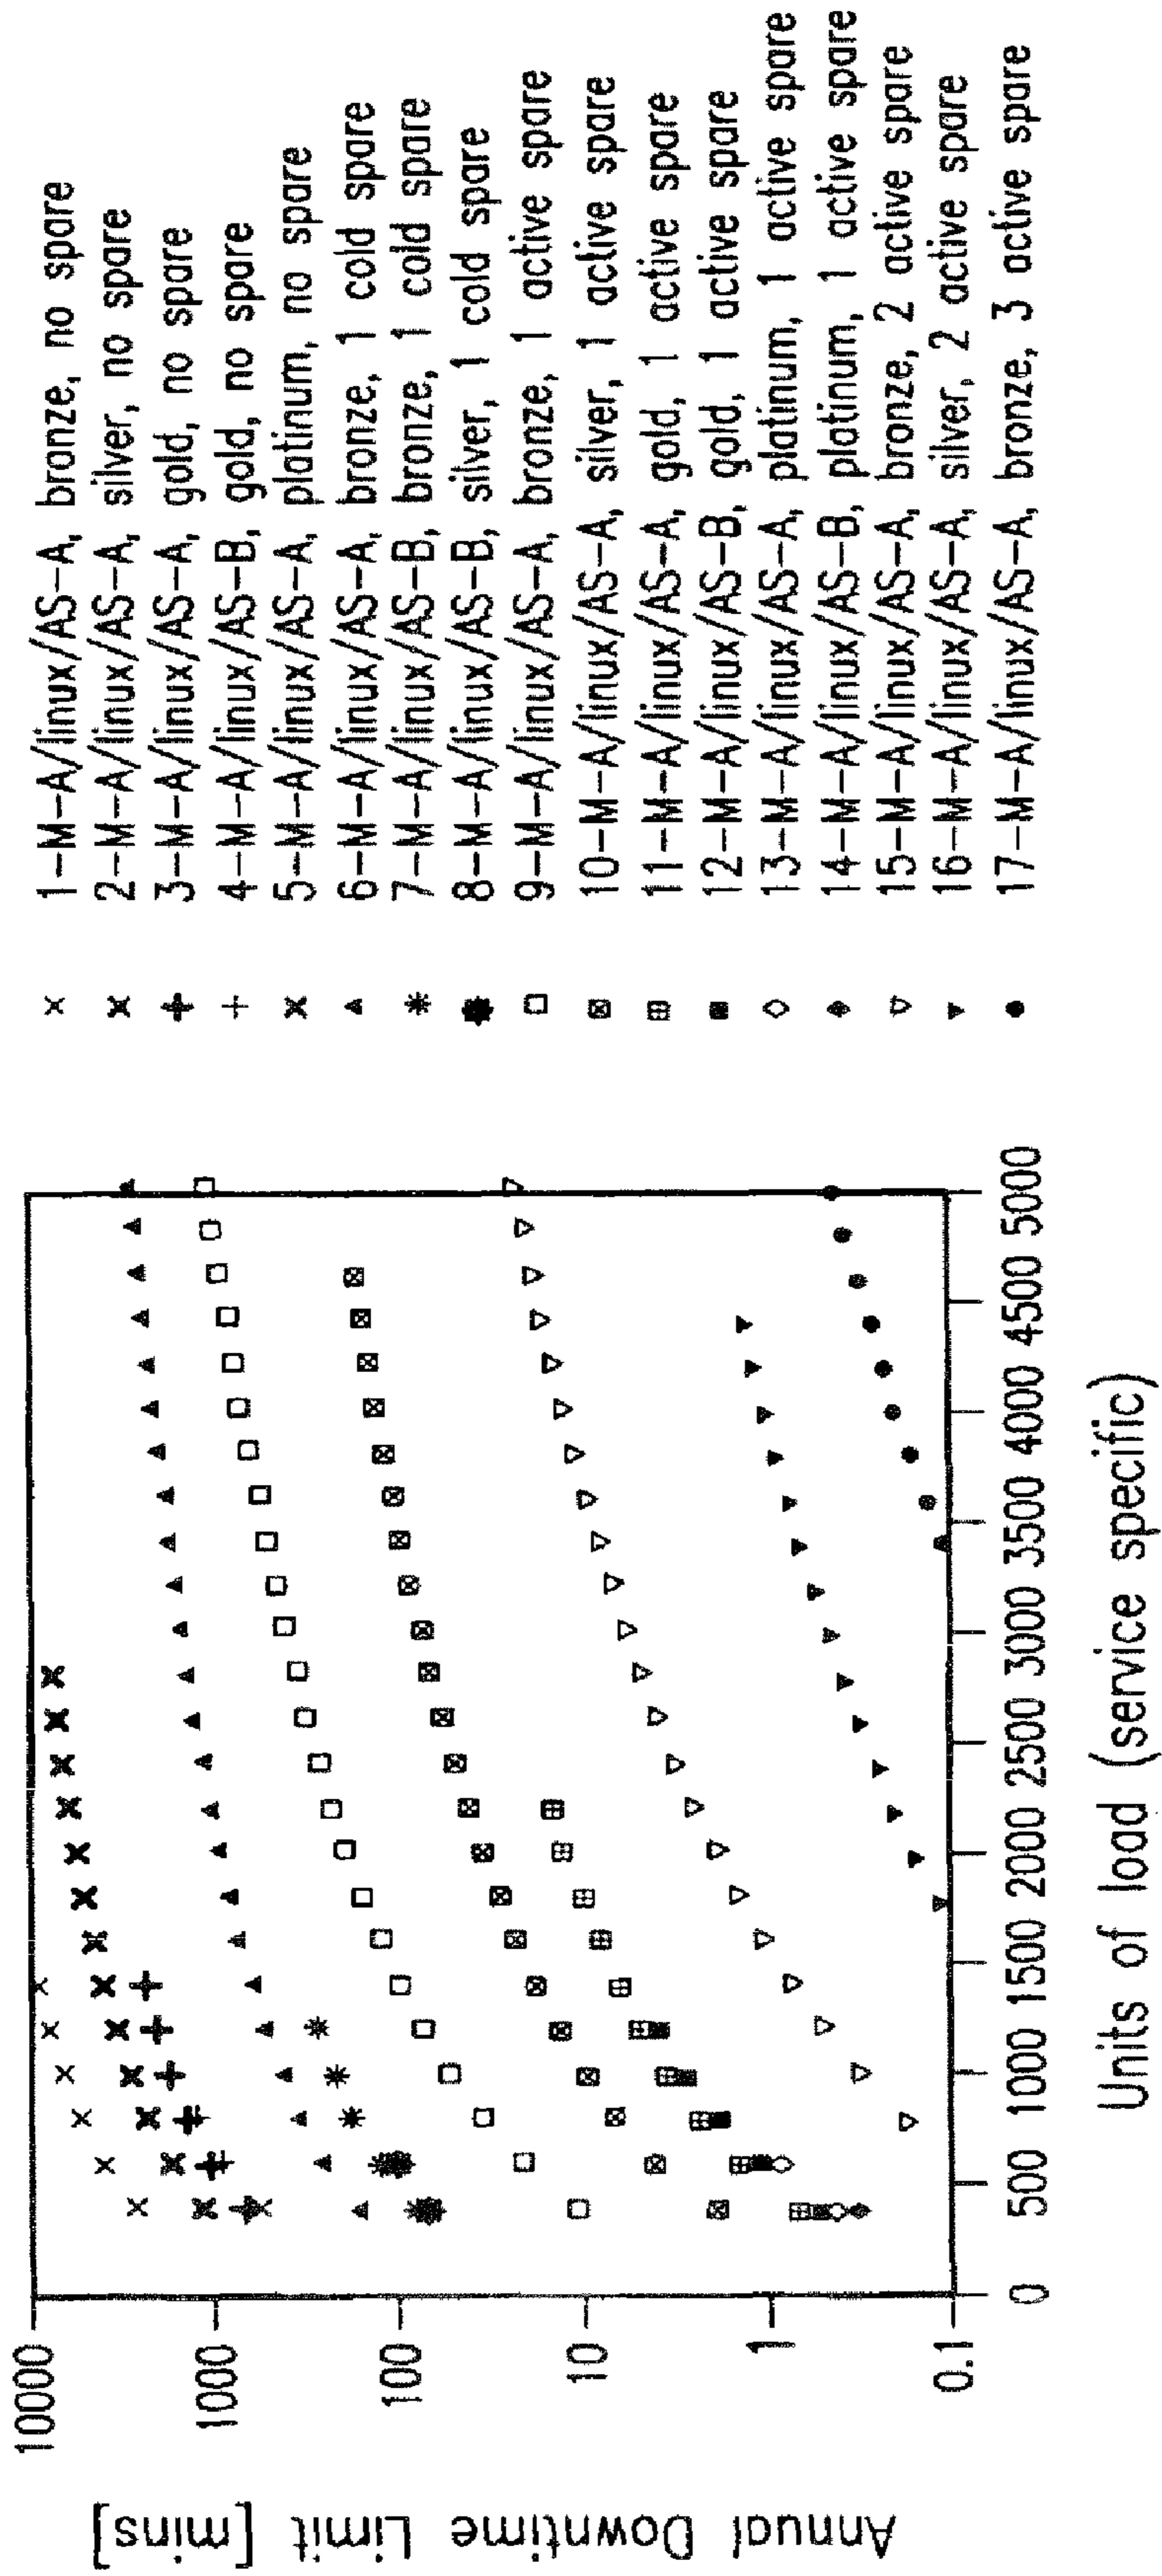 Annual Downtime Limit [mins]
10000
1000
100
10
1
0.1
0 500 1000 1500 2000 2500 3000 3500 4000 4500 5000
Units of load (service specific)
1-M-A/linux/AS-A, bronze, no spare
2-M-A/linux/AS-A, silver, no spare
3-M-A/linux/AS-A, gold, no spare
4-M-A/linux/AS-B, gold, no spare
5-M-A/linux/AS-A, platinum, no spare
6-M-A/linux/AS-A, bronze, 1 cold spare
7-M-A/linux/AS-B, bronze, 1 cold spare
8-M-A/linux/AS-B, silver, 1 cold spare
9-M-A/linux/AS-A, bronze, 1 active spare
10-M-A/linux/AS-A, silver, 1 active spare
11-M-A/linux/AS-A, gold, 1 active spare
12-M-A/linux/AS-B, gold, 1 active spare
13-M-A/linux/AS-A, platinum, 1 active spare
14-M-A/linux/AS-B, platinum, 1 active spare
15-M-A/linux/AS-A, bronze, 2 active spare
16-M-A/linux/AS-A, silver, 2 active spare
17-M-A/linux/AS-A, bronze, 3 active spare